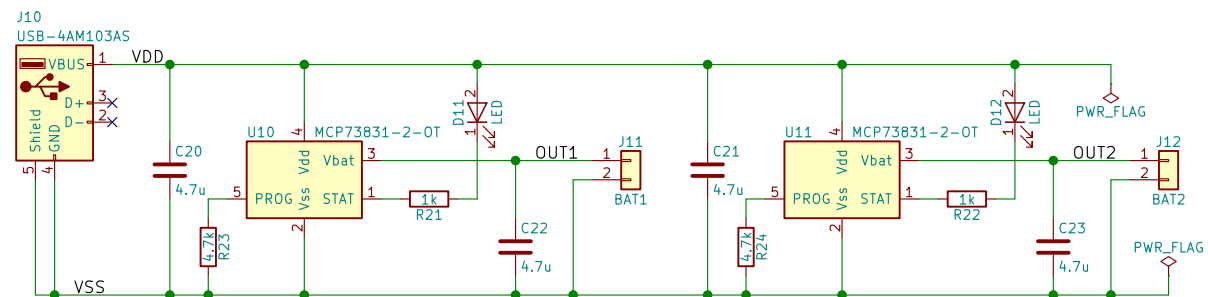 J10
USB-4AM103AS
VBUS
1
VDD
D+
3
D-
2
Shield
GND
5
4
VSS
C20
4.7u
U10
MCP73831-2-OT
4
Vdd
Vbat
3
PROG
5
Vss
STAT
1
2
4.7k
R23
1k
R21
D11
LED
2
1
OUT1
C22
4.7u
J11
1
2
BAT1
C21
4.7u
U11
MCP73831-2-OT
4
Vdd
Vbat
3
PROG
5
Vss
STAT
1
2
4.7k
R24
1k
R22
D12
LED
2
1
OUT2
C23
4.7u
PWR_FLAG
J12
1
2
BAT2
PWR_FLAG